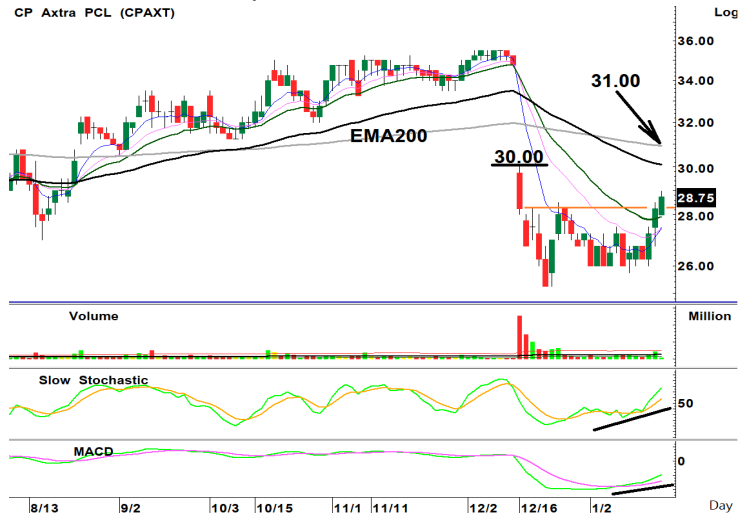 CP Axtra PCL (CPAXT) Log
36.00
34.00
31.00
32.00
EMA200
30.00
30.00
28.75
28.00
26.00
Volume Million
Slow Stochastic
50
MACD
0
8/13 9/2 10/3 10/15 11/1 11/11 12/2 12/16 1/2 Day